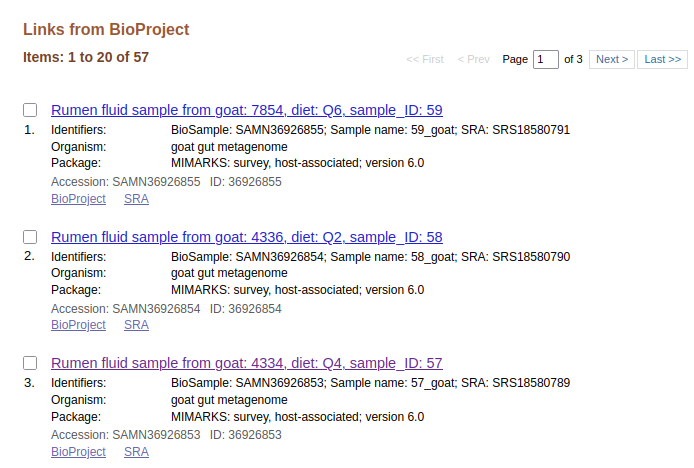 Links from BioProject
Items: 1 to 20 of 57
<< First < Prev Page 1 of 3 Next > Last >>
Rumen fluid sample from goat: 7854, diet: Q6, sample_ID: 59
1. Identifiers: BioSample: SAMN36926855; Sample name: 59_goat; SRA: SRS18580791
Organism: goat gut metagenome
Package: MIMARKS: survey, host-associated; version 6.0
Accession: SAMN36926855 ID: 36926855
BioProject SRA
Rumen fluid sample from goat: 4336, diet: Q2, sample_ID: 58
2. Identifiers: BioSample: SAMN36926854; Sample name: 58_goat; SRA: SRS18580790
Organism: goat gut metagenome
Package: MIMARKS: survey, host-associated; version 6.0
Accession: SAMN36926854 ID: 36926854
BioProject SRA
Rumen fluid sample from goat: 4334, diet: Q4, sample_ID: 57
3. Identifiers: BioSample: SAMN36926853; Sample name: 57_goat; SRA: SRS18580789
Organism: goat gut metagenome
Package: MIMARKS: survey, host-associated; version 6.0
Accession: SAMN36926853 ID: 36926853
BioProject SRA